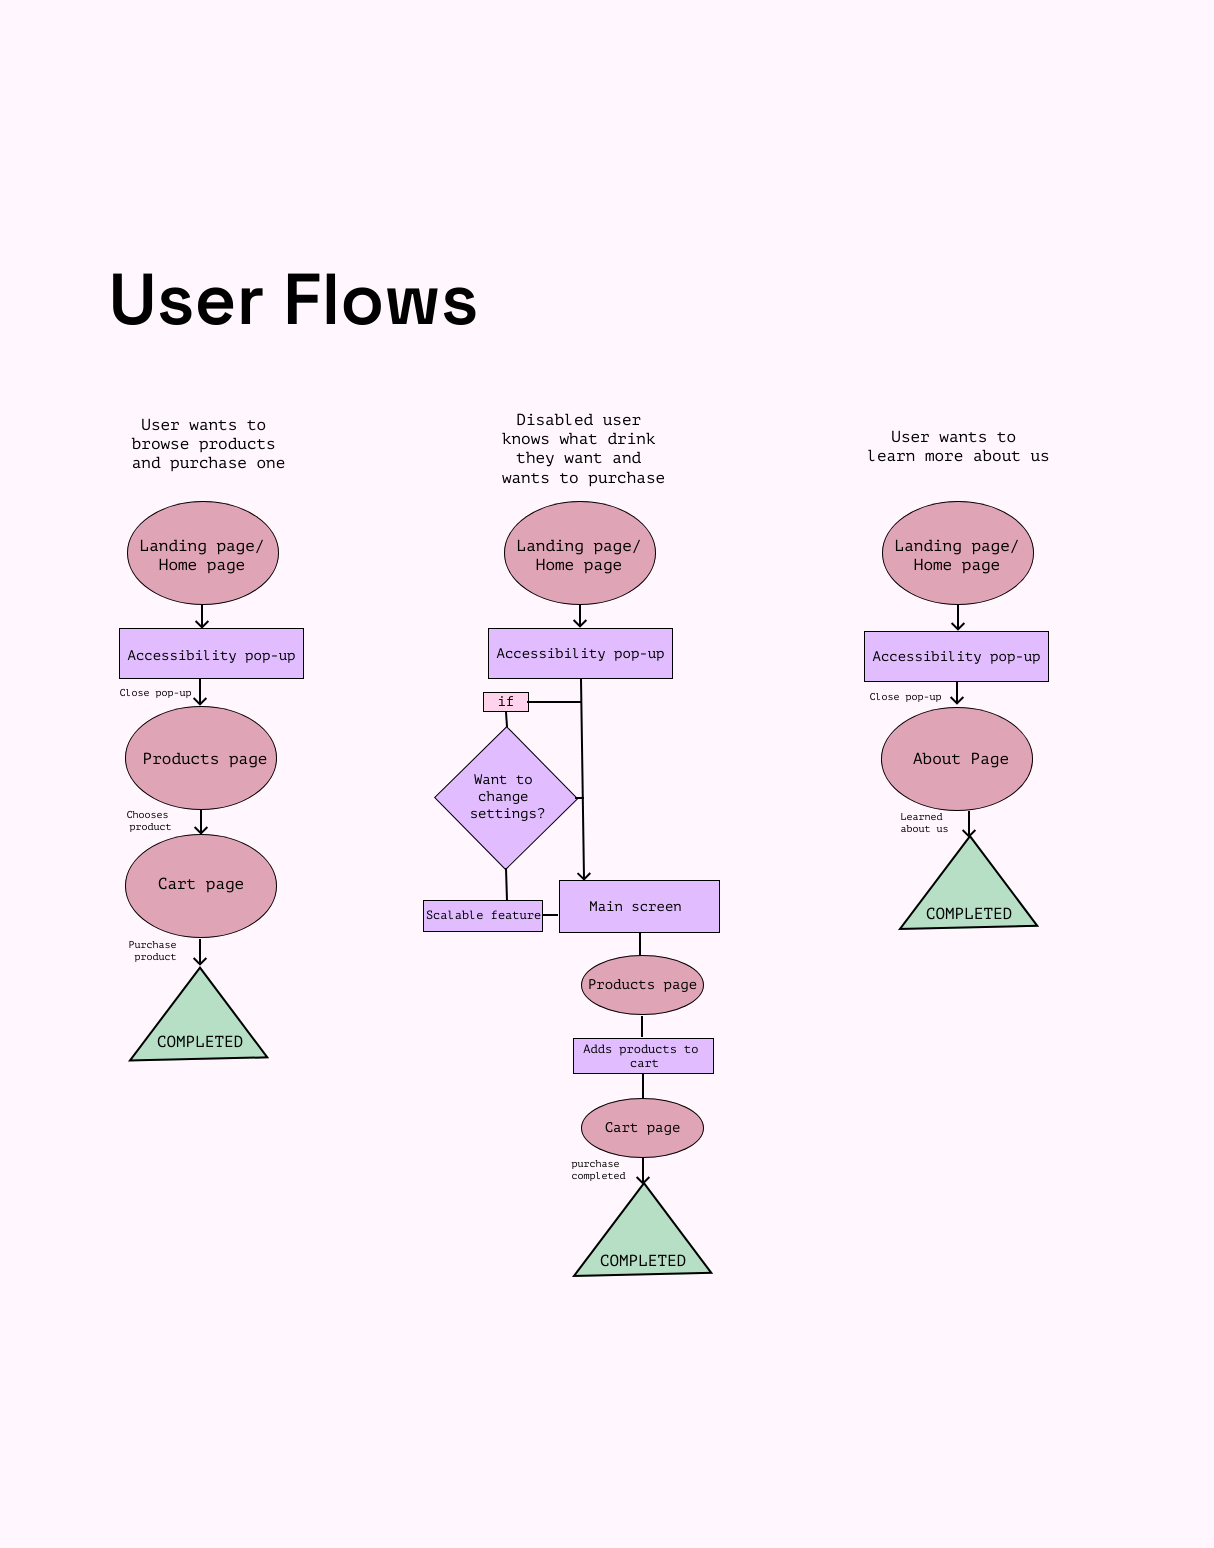 User Flows
User wants to
browse products
and purchase one
Landing page/
Home page
Accessibility pop-up
Close pop-up
Products page
Chooses
product
Cart page
Purchase
product
COMPLETED
Disabled user
knows what drink
they want and
wants to purchase
Landing page/
Home page
Accessibility pop-up
if
Want to
change
settings?
Scalable feature
Main screen
Products page
Adds products to
cart
Cart page
purchase
completed
COMPLETED
User wants to
learn more about us
Landing page/
Home page
Accessibility pop-up
Close pop-up
About Page
Learned
about us
COMPLETED